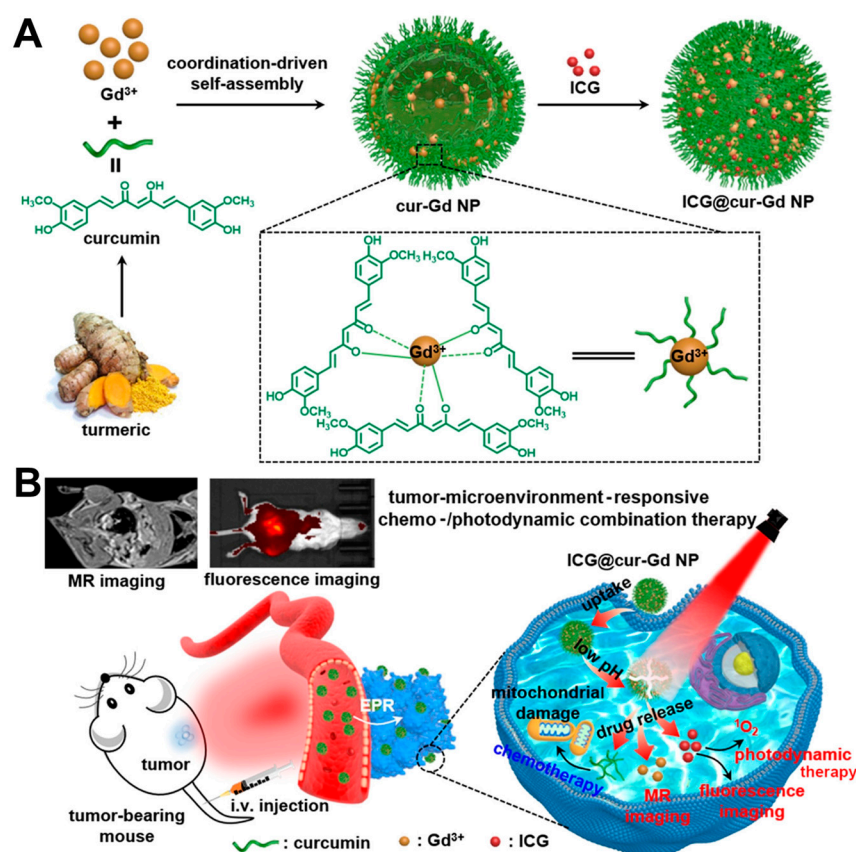 A
Gd³⁺
+
II
H₃CO
O
OH
OCH₃
HO
OH
curcumin
turmeric
coordination-driven
self-assembly
cur-Gd NP
ICG
ICG@cur-Gd NP
OH
OCH₃
O
O
HO
OCH₃
OH
H₃CO
O
O
OH
OCH₃
Gd³⁺
H₃CO
O
O
OCH₃
HO
OH
Gd³⁺
B
MR imaging
fluorescence imaging
tumor-microenvironment-responsive
chemo-/photodynamic combination therapy
ICG@cur-Gd NP
uptake
low pH
mitochondrial
damage
drug release
chemotherapy
MR
imaging
¹O₂
photodynamic
therapy
fluorescence
imaging
EPR
tumor
i.v. injection
tumor-bearing
mouse
: curcumin
: Gd³⁺
: ICG